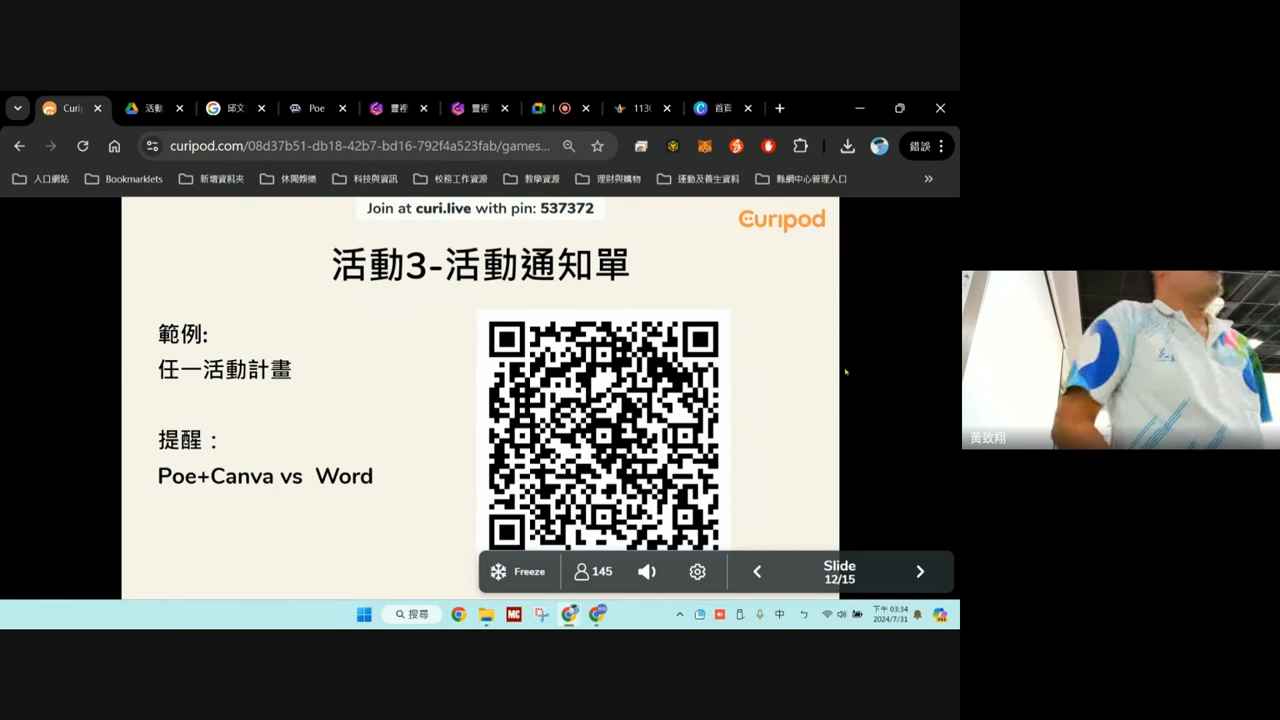 Curi
活動
邱文
Poe
豐裡
豐裡
113
首頁
curipod.com/08d37b51-db18-42b7-bd16-792f4a523fab/games...
錯誤
人口網站
Bookmarklets
新增資料夾
休閒娛樂
科技與資訊
校務工作資源
教學資源
理財與購物
運動及養生資料
縣網中心管理入口
Join at curi.live with pin: 537372
Curipod
活動3-活動通知單
範例:
任一活動計畫
提醒：
Poe+Canva vs Word
Freeze
145
Slide
12/15
黃致翔
搜尋
MC
中
下午 03:34
2024/7/31